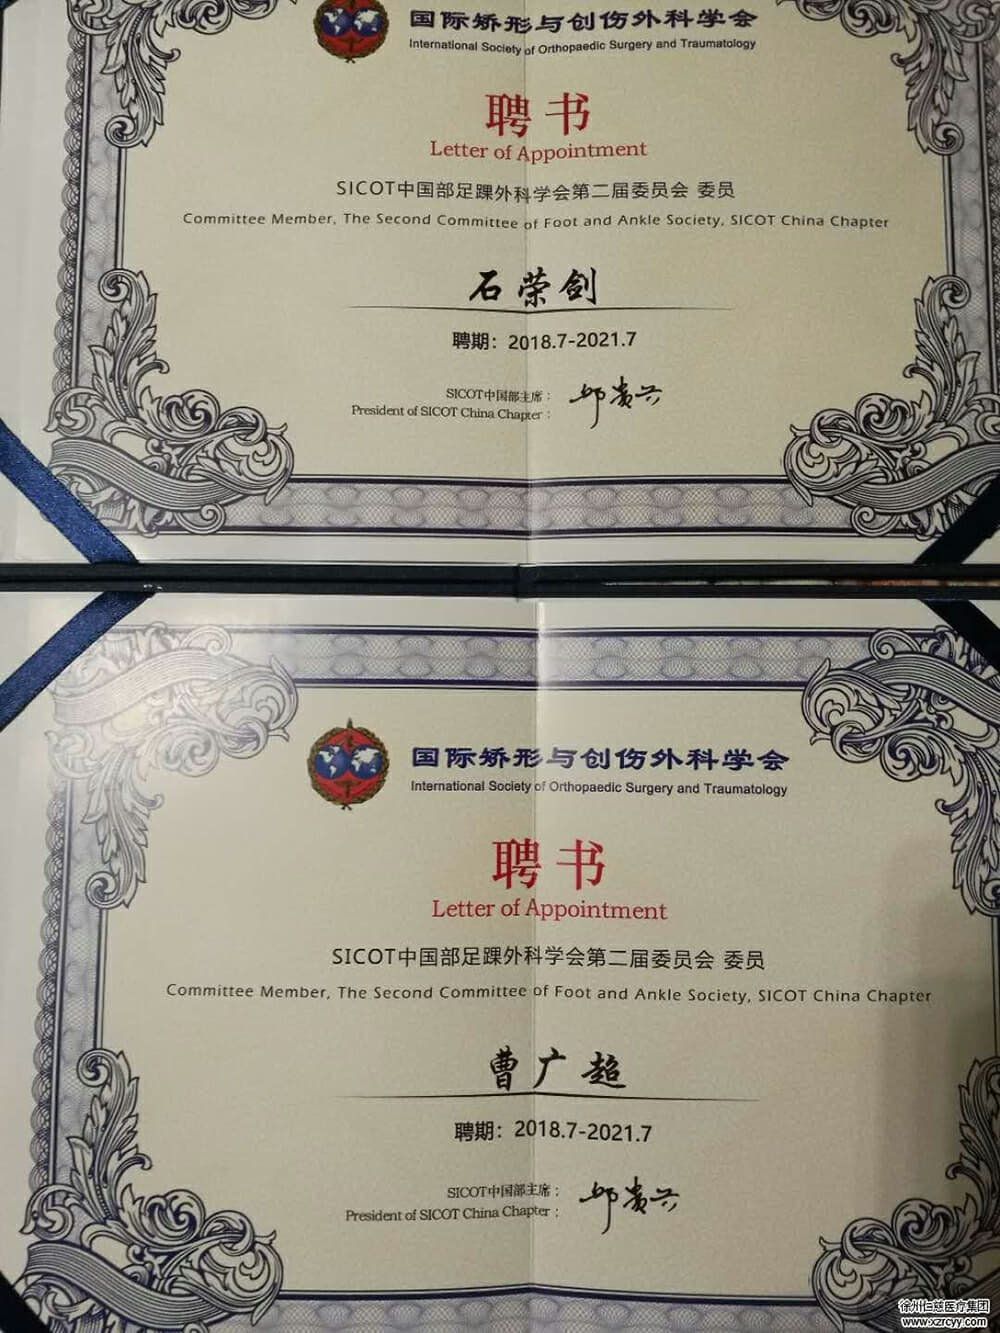 国际矫形与创伤外科学会
International Society of Orthopaedic Surgery and Traumatology
聘书
Letter of Appointment
SICOT中国部足踝外科学会第二届委员会 委员
Committee Member, The Second Committee of Foot and Ankle Society, SICOT China Chapter
石荣剑
聘期：2018.7-2021.7
SICOT中国部主席：
President of SICOT China Chapter：
邱贵兴
国际矫形与创伤外科学会
International Society of Orthopaedic Surgery and Traumatology
聘书
Letter of Appointment
SICOT中国部足踝外科学会第二届委员会 委员
Committee Member, The Second Committee of Foot and Ankle Society, SICOT China Chapter
曹广超
聘期：2018.7-2021.7
SICOT中国部主席：
President of SICOT China Chapter：
邱贵兴
徐州仁慈医疗集团
www.xzrcyy.com